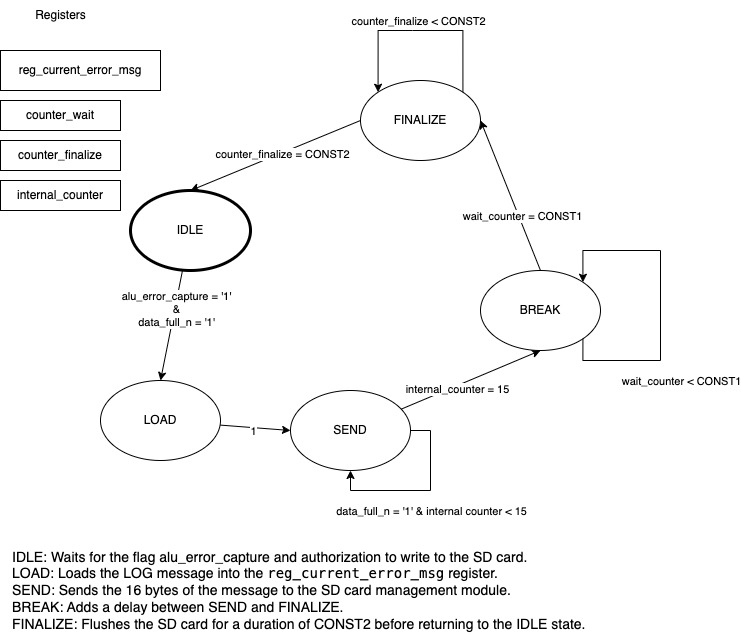 Registers
reg_current_error_msg
counter_wait
counter_finalize
internal_counter
counter_finalize < CONST2
FINALIZE
counter_finalize = CONST2
IDLE
wait_counter = CONST1
alu_error_capture = '1'
&
data_full_n = '1'
BREAK
wait_counter < CONST1
internal_counter = 15
LOAD
1
SEND
data_full_n = '1' & internal counter < 15
IDLE: Waits for the flag alu_error_capture and authorization to write to the SD card.
LOAD: Loads the LOG message into the reg_current_error_msg register.
SEND: Sends the 16 bytes of the message to the SD card management module.
BREAK: Adds a delay between SEND and FINALIZE.
FINALIZE: Flushes the SD card for a duration of CONST2 before returning to the IDLE state.